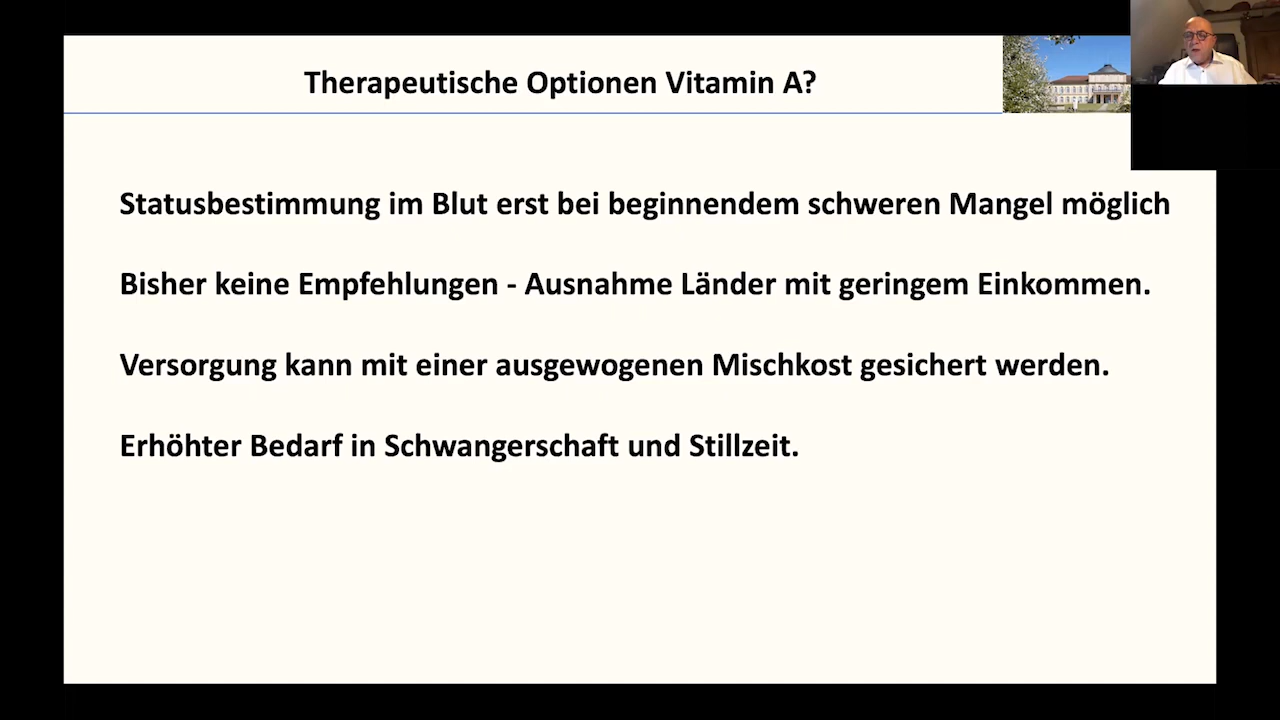 Therapeutische Optionen Vitamin A?
Statusbestimmung im Blut erst bei beginnendem schweren Mangel möglich
Bisher keine Empfehlungen - Ausnahme Länder mit geringem Einkommen.
Versorgung kann mit einer ausgewogenen Mischkost gesichert werden.
Erhöhter Bedarf in Schwangerschaft und Stillzeit.